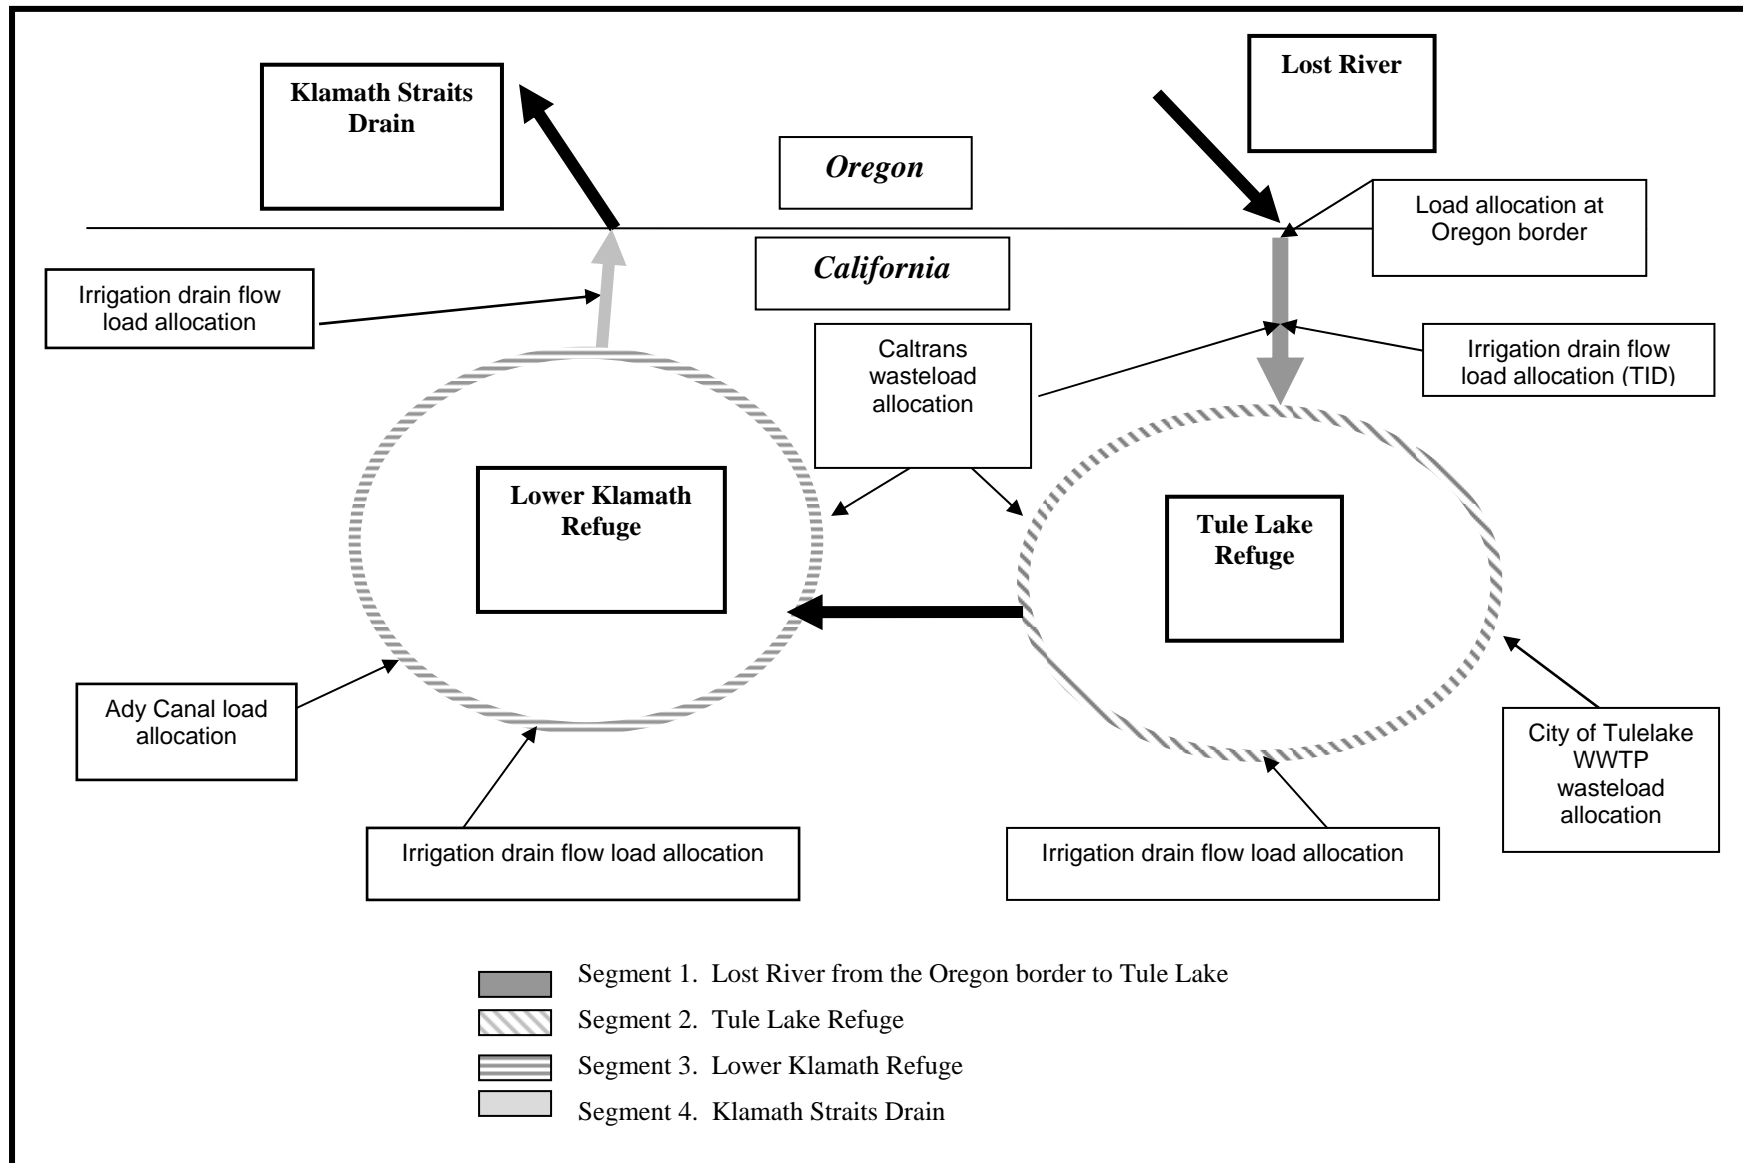 Lost River
Klamath Straits
Drain
Oregon
Load allocation at
Oregon border
California
Irrigation drain flow
load allocation
Caltrans
wasteload
allocation
Irrigation drain flow
load allocation (TID)
Lower Klamath
Refuge
Tule Lake
Refuge
Ady Canal load
allocation
City of Tulelake
WWTP
wasteload
allocation
Irrigation drain flow load allocation
Irrigation drain flow load allocation
Segment 1.  Lost River from the Oregon border to Tule Lake
Segment 2.  Tule Lake Refuge
Segment 3.  Lower Klamath Refuge
Segment 4.  Klamath Straits Drain